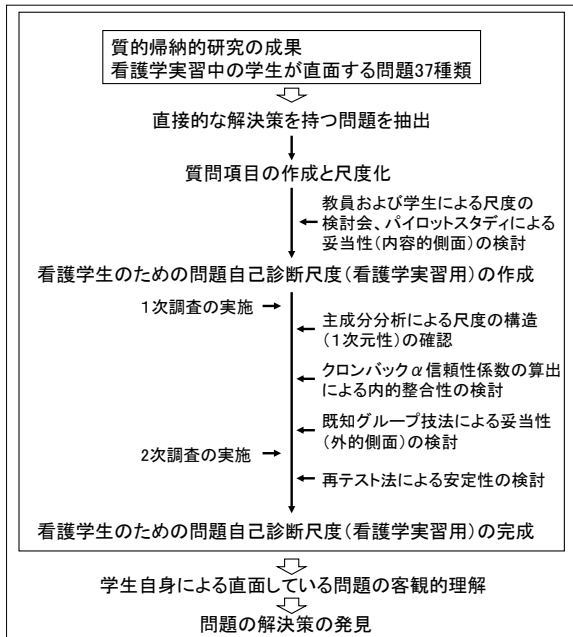 質的帰納的研究の成果
看護学実習中の学生が直面する問題37種類
直接的な解決策を持つ問題を抽出
質問項目の作成と尺度化
教員および学生による尺度の
検討会、パイロットスタディによる
妥当性(内容的側面)の検討
看護学生のための問題自己診断尺度(看護学実習用)の作成
1次調査の実施
主成分分析による尺度の構造
(1次元性)の確認
クロンバックα信頼性係数の算出
による内的整合性の検討
既知グループ技法による妥当性
(外的側面)の検討
2次調査の実施
再テスト法による安定性の検討
看護学生のための問題自己診断尺度(看護学実習用)の完成
学生自身による直面している問題の客観的理解
問題の解決策の発見